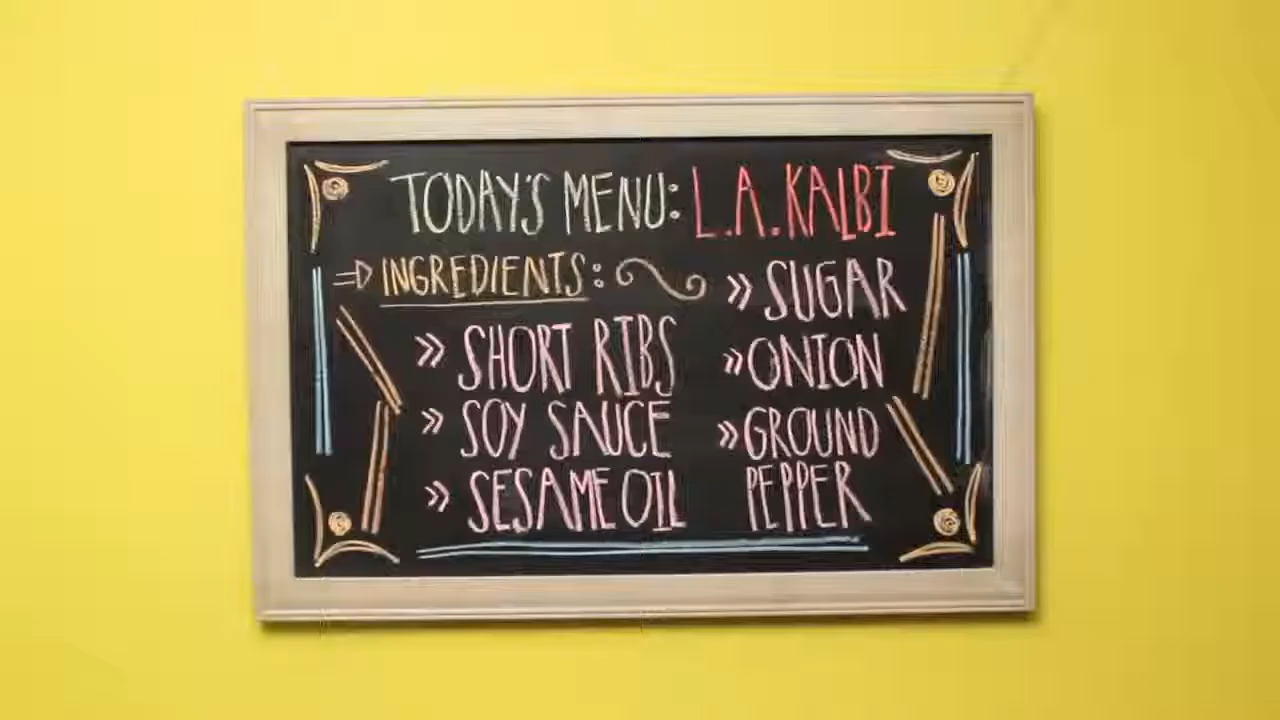 TODAY'S MENU: L.A. KALBI
⇒ INGREDIENTS:
» SHORT RIBS
» SOY SAUCE
» SESAME OIL
» SUGAR
» ONION
» GROUND
PEPPER